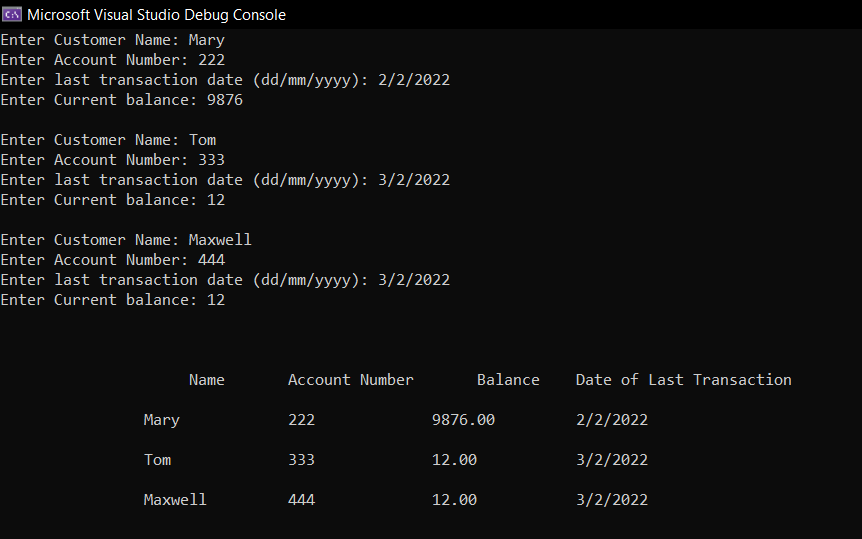 C:\ Microsoft Visual Studio Debug Console
Enter Customer Name: Mary
Enter Account Number: 222
Enter last transaction date (dd/mm/yyyy): 2/2/2022
Enter Current balance: 9876
Enter Customer Name: Tom
Enter Account Number: 333
Enter last transaction date (dd/mm/yyyy): 3/2/2022
Enter Current balance: 12
Enter Customer Name: Maxwell
Enter Account Number: 444
Enter last transaction date (dd/mm/yyyy): 3/2/2022
Enter Current balance: 12
Name Account Number Balance Date of Last Transaction
Mary 222 9876.00 2/2/2022
Tom 333 12.00 3/2/2022
Maxwell 444 12.00 3/2/2022